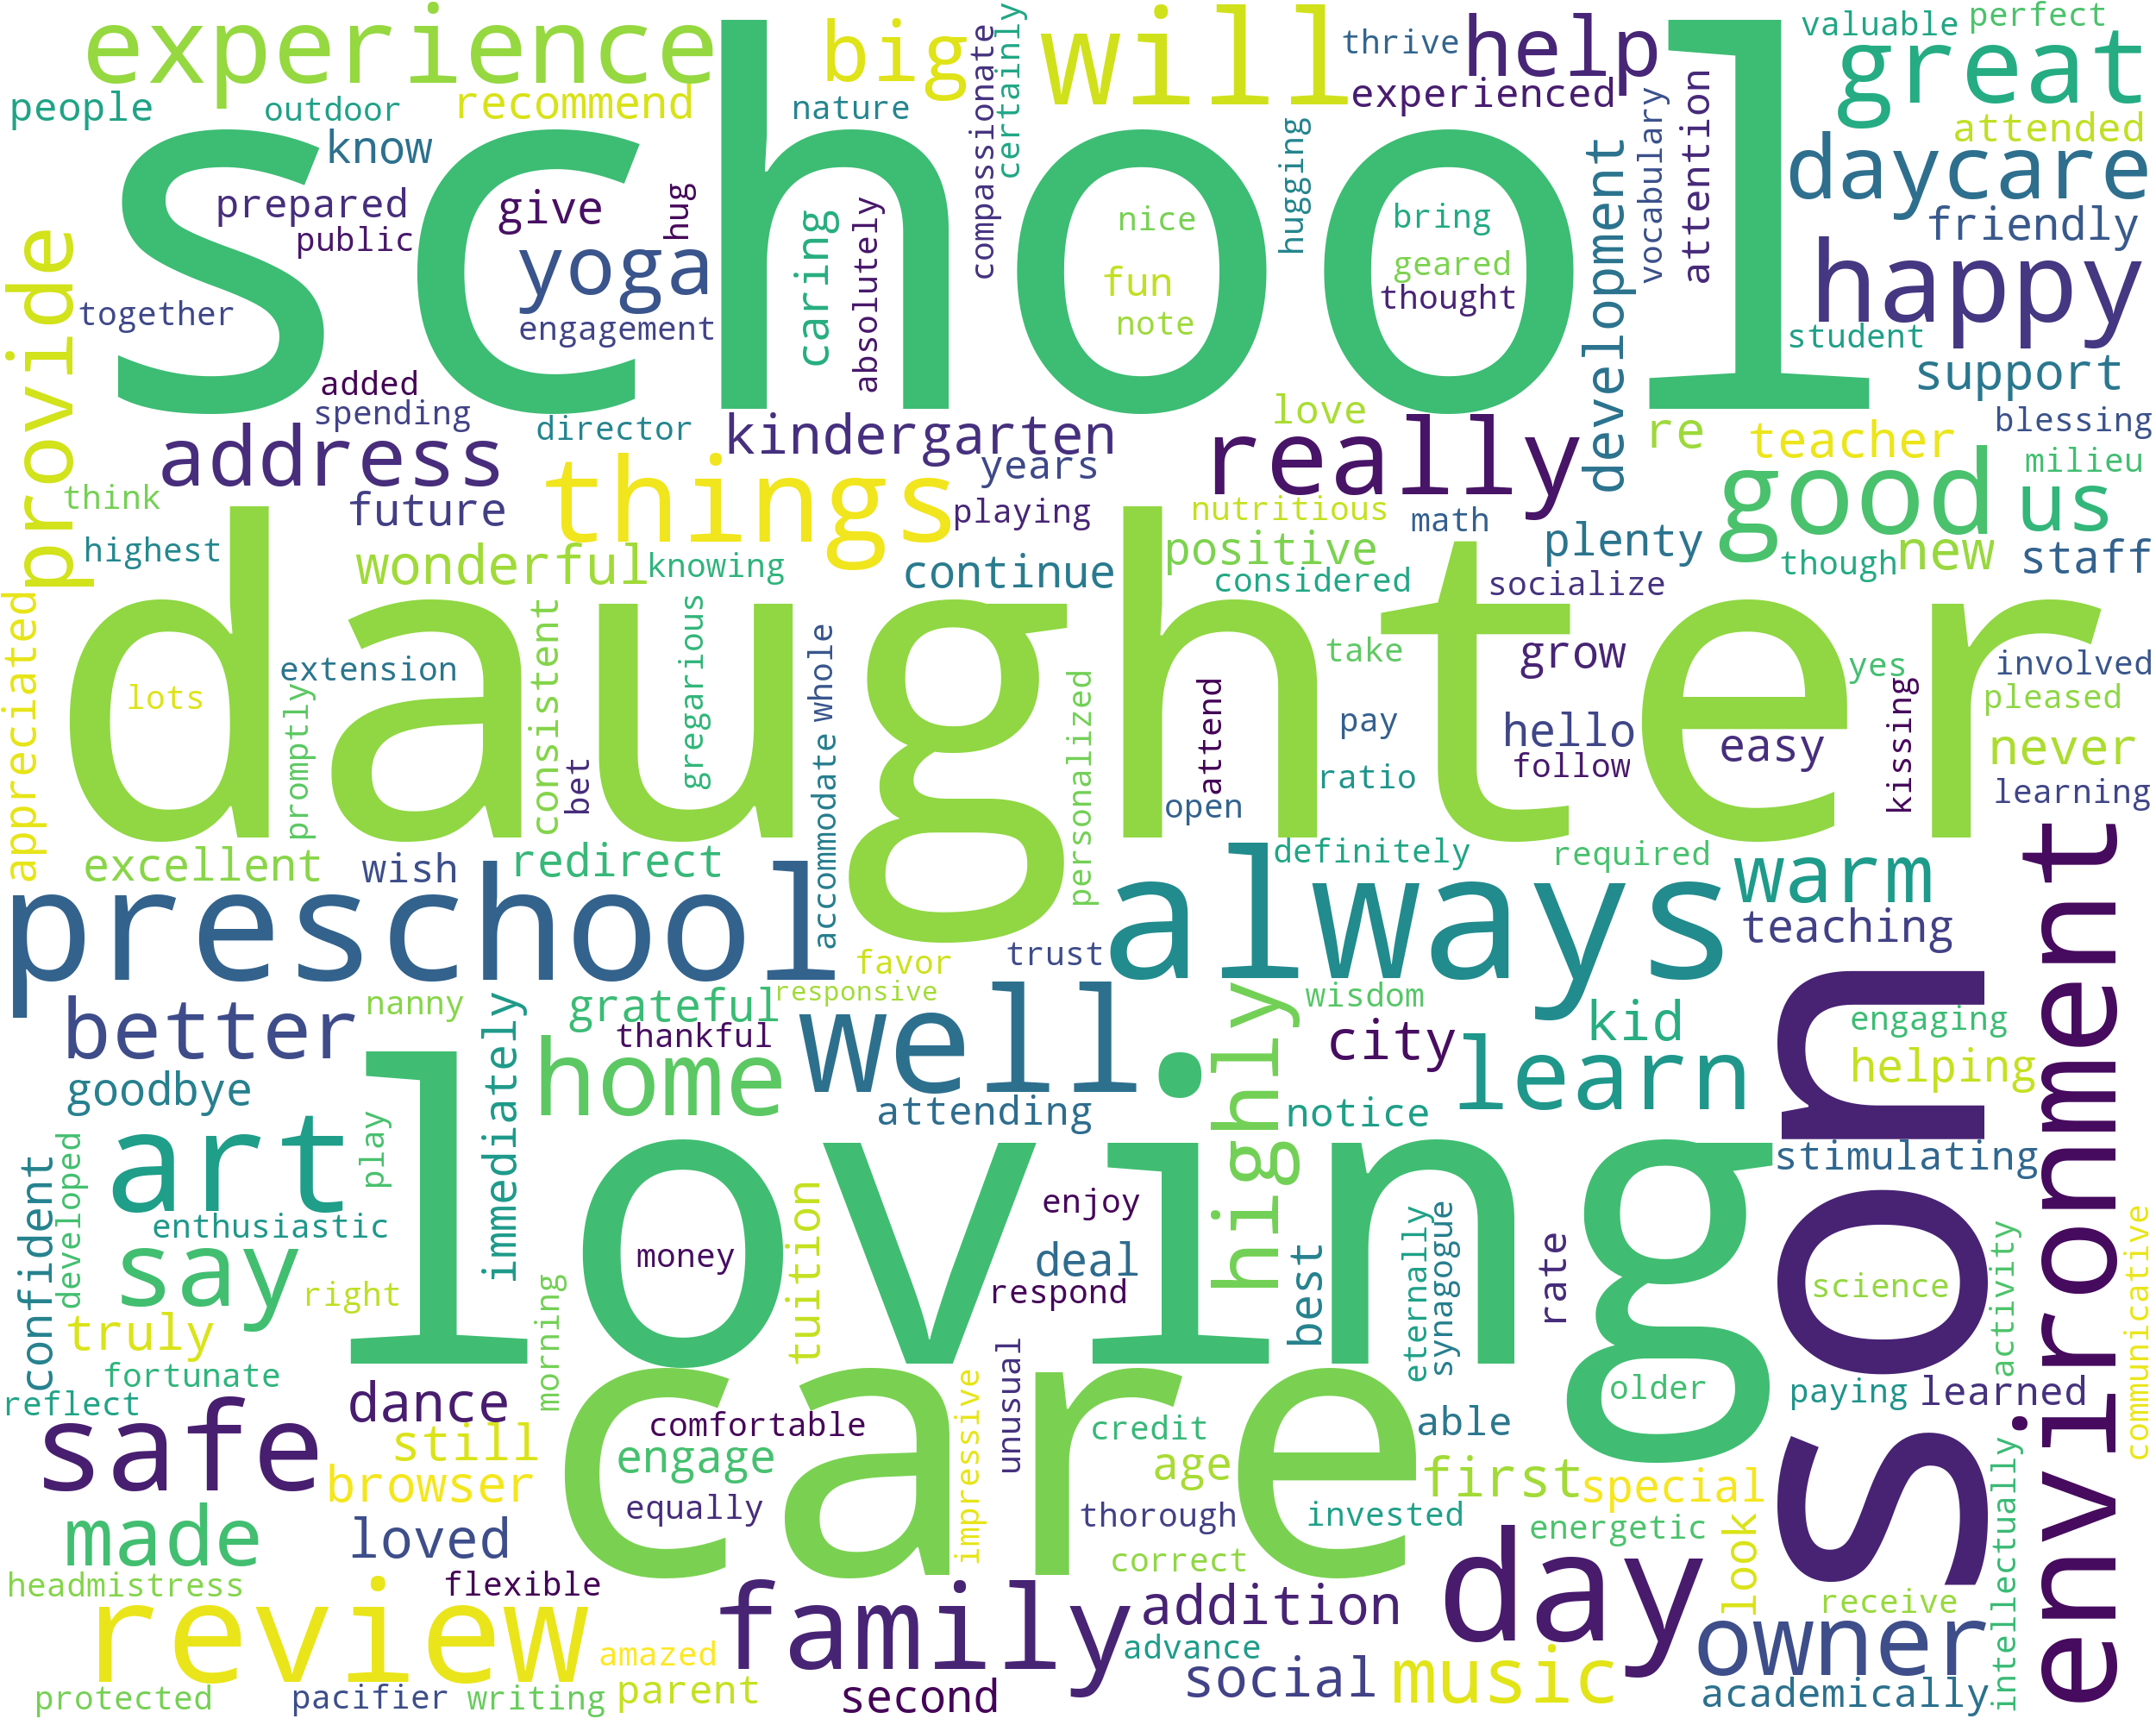 experience
big
will
help
great
valuable
perfect
thrive
certainly
compassionate
people
outdoor
recommend
nature
experienced
attended
know
school
vocabulary
attention
development
daycare
prepared
give
hug
caring
absolutely
hugging
nice
bring
friendly
public
yoga
fun
geared
happy
provide
together
engagement
note
thought
student
added
support
spending
director
kindergarten
love
really
re
teacher
blessing
address
things
years
good
milieu
think
future
playing
nutritious
math
us
highest
wonderful
knowing
continue
positive
plenty
though
new
staff
considered
socialize
appreciated
daughter
consistent
gregarious
whole
take
grow
yes
involved
extension
lots
personalized
attend
kissing
pleased
promptly
bet
accommodate
pay
hello
easy
never
ratio
follow
open
learning
excellent
wish
redirect
definitely
required
warm
environment
preschool
always
teaching
favor
trust
son
better
nanny
immediately
grateful
responsive
well
highly
wisdom
kid
engaging
thankful
city
home
learn
helping
goodbye
loving
attending
notice
art
play
stimulating
confident
developed
tuition
enjoy
eternally
synagogue
communicative
enthusiastic
money
deal
best
rate
activity
say
morning
right
respond
science
truly
unusual
fortunate
older
paying
learned
reflect
dance
care
impressive
safe
still
comfortable
credit
able
engage
age
first
special
intellectually
browser
equally
thorough
invested
energetic
look
made
loved
correct
day
headmistress
flexible
receive
review
family
addition
owner
amazed
advance
protected
pacifier
writing
parent
second
social
music
academically